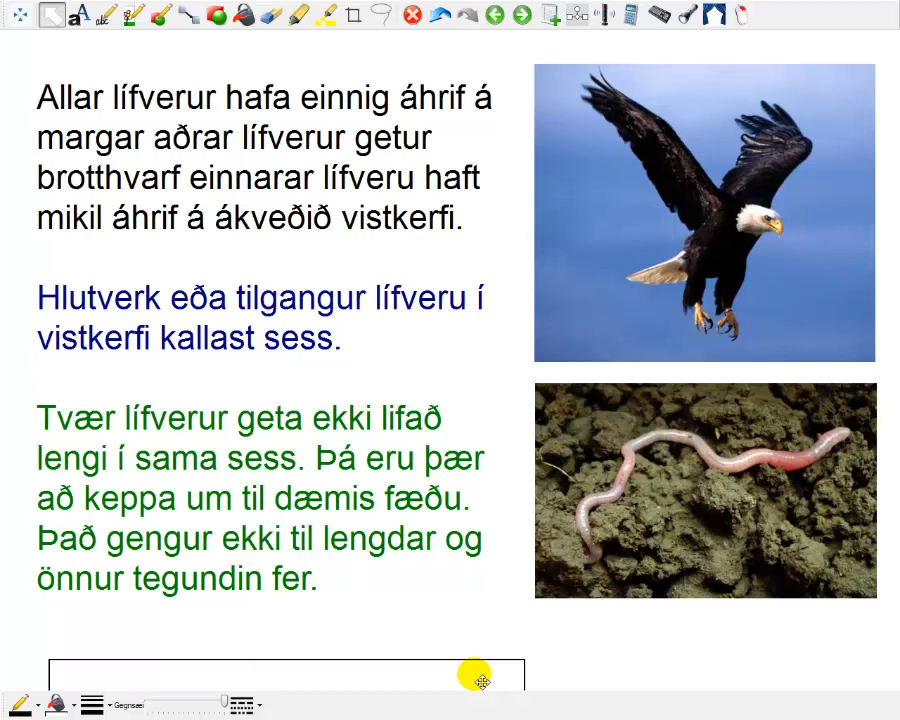 Allar lífverur hafa einnig áhrif á
margar aðrar lífverur getur
brotthvarf einnarar lífveru haft
mikil áhrif á ákveðið vistkerfi.
Hlutverk eða tilgangur lífveru í
vistkerfi kallast sess.
Tvær lífverur geta ekki lifað
lengi í sama sess. Þá eru þær
að keppa um til dæmis fæðu.
Það gengur ekki til lengdar og
önnur tegundin fer.
Gegnsæi